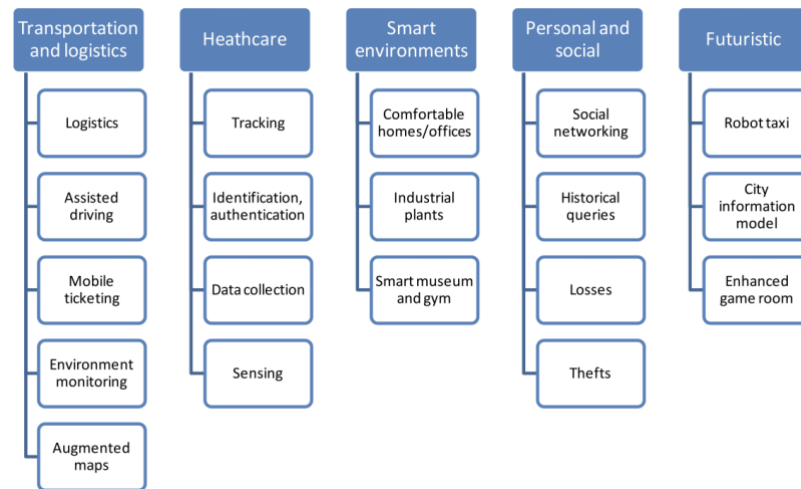 Transportation
and logistics
Logistics
Assisted
driving
Mobile
ticketing
Environment
monitoring
Augmented
maps
Heathcare
Tracking
Identification,
authentication
Data collection
Sensing
Smart
environments
Comfortable
homes/offices
Industrial
plants
Smart museum
and gym
Personal and
social
Social
networking
Historical
queries
Losses
Thefts
Futuristic
Robot taxi
City
information
model
Enhanced
game room